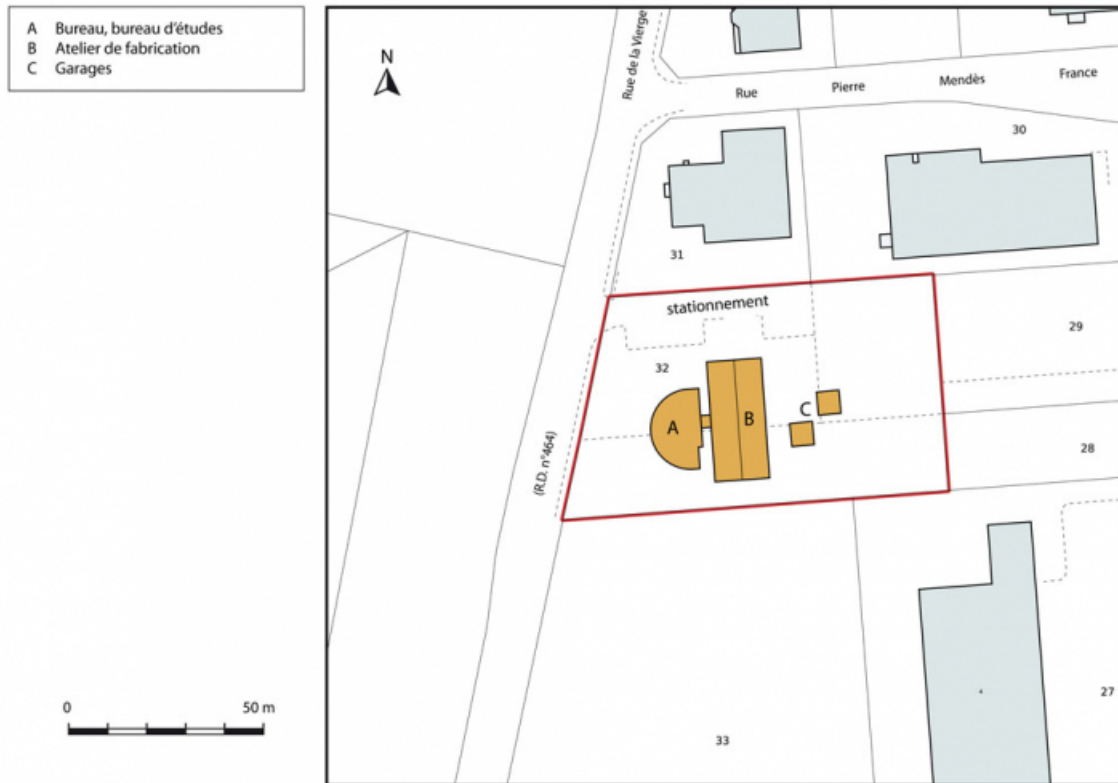 A Bureau, bureau d'études
B Atelier de fabrication
C Garages
N
Rue de la Vierge
Rue Pierre Mendès France
30
31
stationnement
29
32
C
A
B
(R.D. n°464)
28
4
27
33
0 50 m